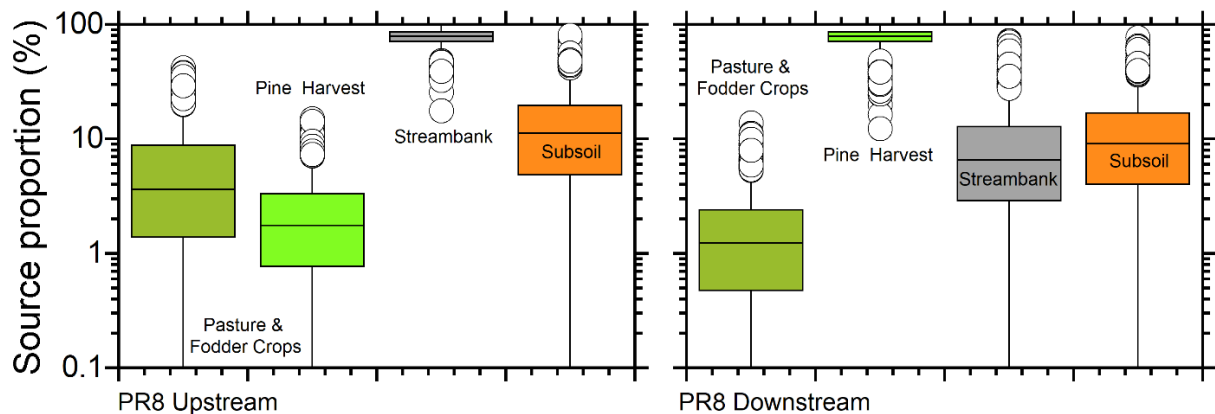 Source proportion (%)
100
10
1
0.1
Pine Harvest
Streambank
Subsoil
Pasture &
Fodder Crops
PR8 Upstream
Pasture &
Fodder Crops
Pine Harvest
Streambank
Subsoil
PR8 Downstream